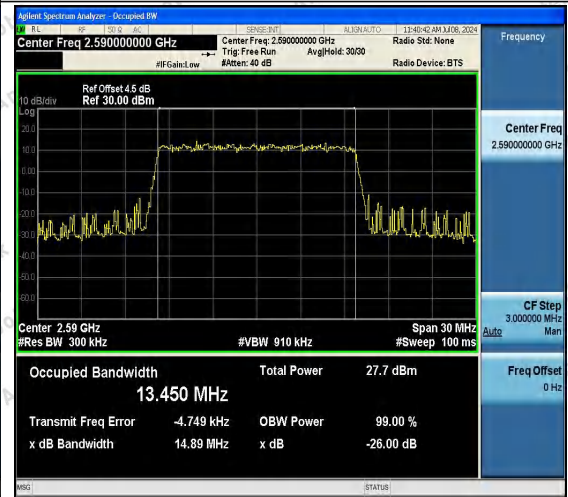 Agilent Spectrum Analyzer - Occupied BW
RL RF 50 Ω AC SENSE:INT ALIGN AUTO 11:40:42 AM Jul 08, 2024
Center Freq 2.590000000 GHz
Center Freq: 2.590000000 GHz
Radio Std: None
Trig: Free Run Avg|Hold: 30/30
#IFGain:Low
#Atten: 40 dB
Radio Device: BTS
Frequency
Ref Offset 4.5 dB
10 dB/div Ref 30.00 dBm
Log
20.0
10.0
0.00
-10.0
-20.0
-30.0
-40.0
-50.0
-60.0
Center Freq
2.590000000 GHz
CF Step
3.000000 MHz
Auto Man
Freq Offset
0 Hz
Center 2.59 GHz Span 30 MHz
#Res BW 300 kHz #VBW 910 kHz #Sweep 100 ms
Occupied Bandwidth Total Power 27.7 dBm
13.450 MHz
Transmit Freq Error -4.749 kHz OBW Power 99.00 %
x dB Bandwidth 14.89 MHz x dB -26.00 dB
MSG STATUS